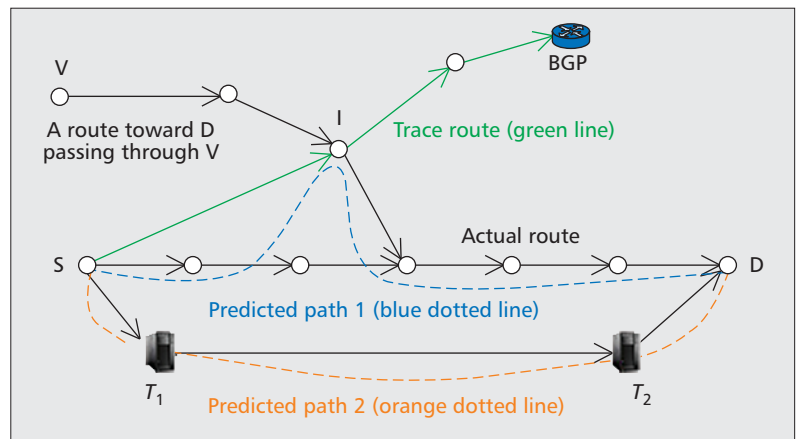 V
BGP
I
A route toward D
passing through V
Trace route (green line)
Actual route
S
D
Predicted path 1 (blue dotted line)
T1
T2
Predicted path 2 (orange dotted line)